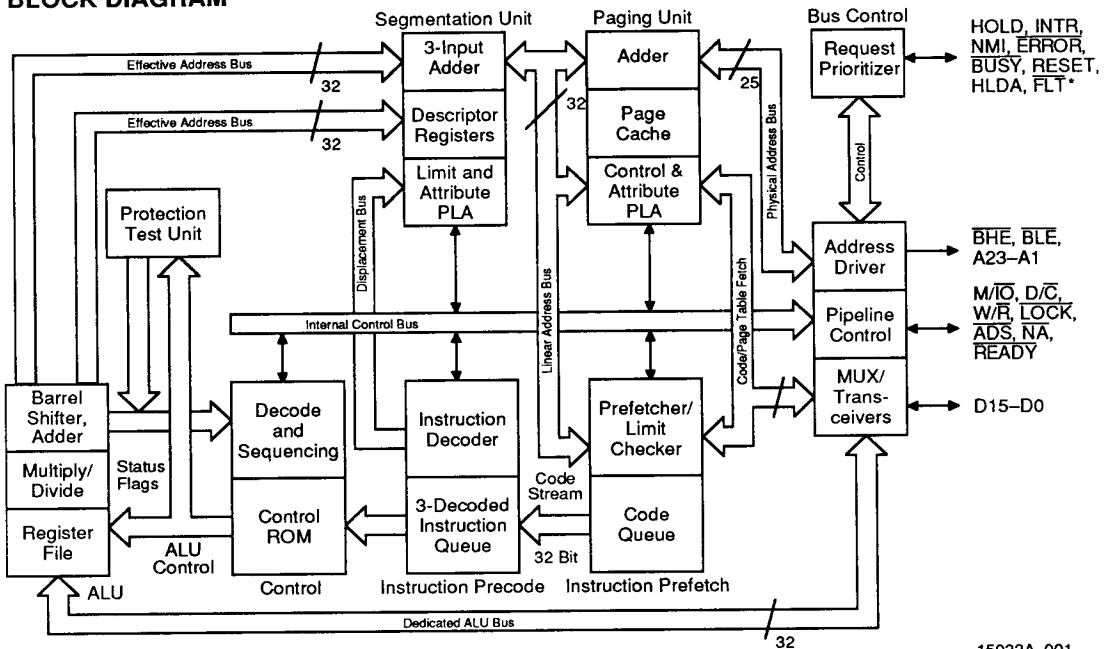 BLOCK DIAGRAM
Segmentation Unit
Paging Unit
Bus Control
3-Input
Adder
Descriptor
Registers
Limit and
Attribute
PLA
Adder
Page
Cache
Control &
Attribute
PLA
Request
Prioritizer
HOLD, INTR,
NMI, ERROR,
BUSY, RESET,
HLDA, FLT*
Effective Address Bus
32
Effective Address Bus
32
32
25
Physical Address Bus
Control
Protection
Test Unit
Displacement Bus
Linear Address Bus
Code/Page Table Fetch
Internal Control Bus
Address
Driver
Pipeline
Control
MUX/
Trans-
ceivers
BHE, BLE,
A23–A1
M/IO, D/C,
W/R, LOCK,
ADS, NA,
READY
D15–D0
Barrel
Shifter,
Adder
Multiply/
Divide
Register
File
ALU
Status
Flags
ALU
Control
Decode
and
Sequencing
Control
ROM
Control
Instruction
Decoder
3-Decoded
Instruction
Queue
Instruction Precode
Code
Stream
32 Bit
Prefetcher/
Limit
Checker
Code
Queue
Instruction Prefetch
Dedicated ALU Bus
32